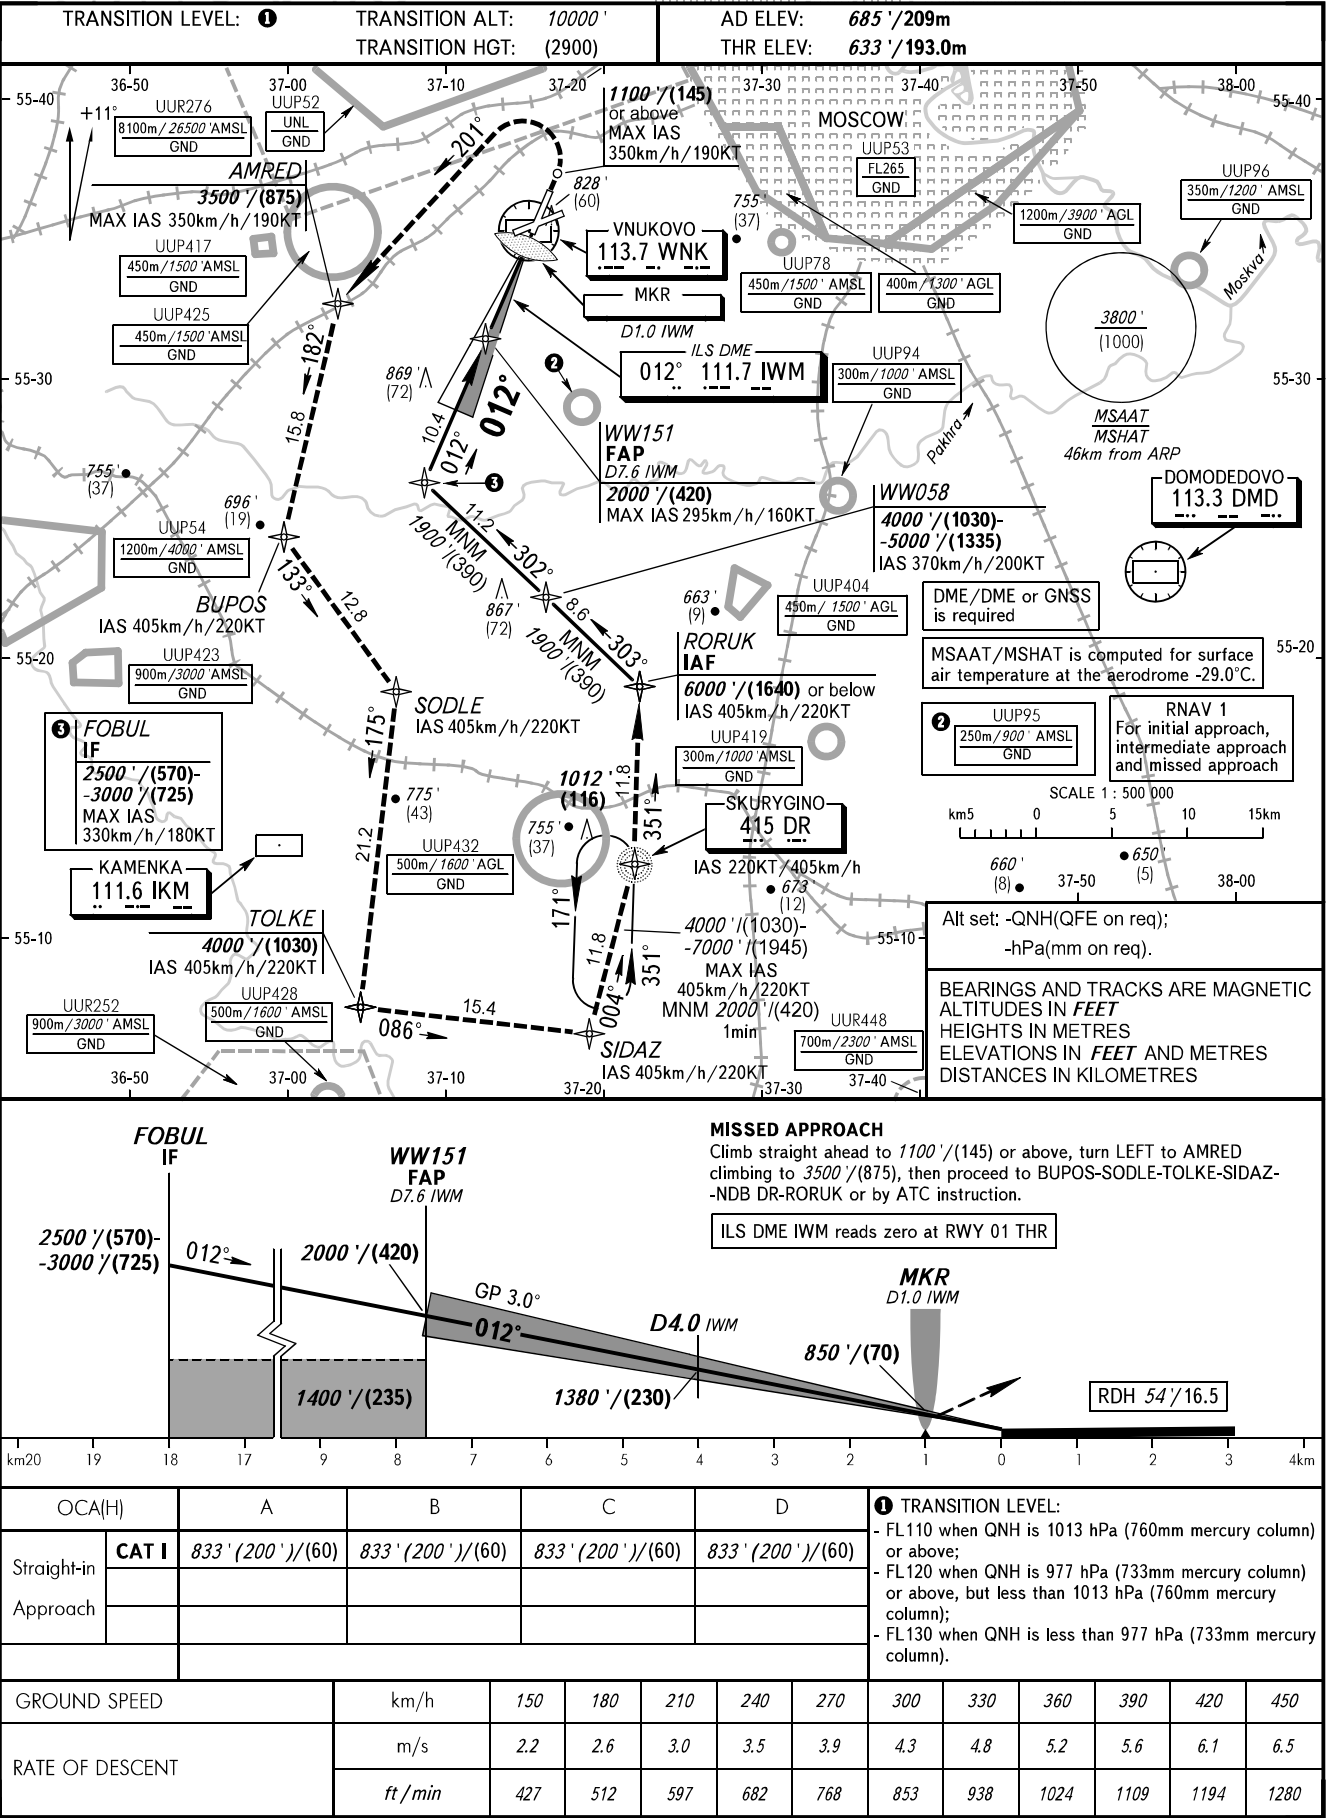 TRANSITION LEVEL: ❶
TRANSITION ALT: 10000'
TRANSITION HGT: (2900)
AD ELEV: 685'/209m
THR ELEV: 633'/193.0m
36-50 37-00 37-10 37-20 37-30 37-40 37-50 38-00
55-40 55-40
+11°
UUR276
8100m/26500'AMSL
GND
UUP52
UNL
GND
201°
1100'/(145)
or above
MAX IAS
350km/h/190KT
MOSCOW
UUP53
FL265
GND
AMRED
3500'/(875)
MAX IAS 350km/h/190KT
828'
(60)
755'
(37)
1200m/3900'AGL
GND
UUP96
350m/1200'AMSL
GND
UUP417
450m/1500'AMSL
GND
VNUKOVO
113.7 WNK
MKR
D1.0 IWM
UUP78
450m/1500'AMSL
GND
400m/1300'AGL
GND
Moskva
UUP425
450m/1500'AMSL
GND
182°
15.8
ILS DME
012° 111.7 IWM
3800'
(1000)
MSAAT
MSHAT
46km from ARP
UUP94
300m/1000'AMSL
GND
55-30 55-30
869'
(72)
❷
10.4
012°
012°
WW151
FAP
D7.6 IWM
2000'/(420)
MAX IAS 295km/h/160KT
Pakhra
755'
(37)
696'
(19)
❸
WW058
4000'/(1030)-
-5000'/(1335)
IAS 370km/h/200KT
DOMODEDOVO
113.3 DMD
UUP54
1200m/4000'AMSL
GND
11.2
302°
MNM
1900'/(390)
133°
12.8
BUPOS
IAS 405km/h/220KT
867'
(72)
8.6
303°
MNM
1900'/(390)
663'
(9)
UUP404
450m/1500'AGL
GND
DME/DME or GNSS
is required
55-20 55-20
UUP423
900m/3000'AMSL
GND
SODLE
IAS 405km/h/220KT
RORUK
IAF
6000'/(1640) or below
IAS 405km/h/220KT
MSAAT/MSHAT is computed for surface
air temperature at the aerodrome -29.0°C.
❸ FOBUL
IF
2500'/(570)-
-3000'/(725)
MAX IAS
330km/h/180KT
175°
21.2
UUP419
300m/1000'AMSL
GND
❷ UUP95
250m/900'AMSL
GND
RNAV 1
For initial approach,
intermediate approach
and missed approach
775'
(43)
1012'
(116)
755'
(37)
11.8
351°
SCALE 1 : 500 000
km5 0 5 10 15km
SKURYGINO
415 DR
IAS 220KT/405km/h
KAMENKA
111.6 IKM
UUP432
500m/1600'AGL
GND
673'
(12)
660'
(8)
650'
(5)
37-50 38-00
TOLKE
4000'/(1030)
IAS 405km/h/220KT
171°
11.8
004°
351°
4000'/(1030)-
-7000'/(1945)
MAX IAS
405km/h/220KT
MNM 2000'/(420)
1min
55-10 55-10
Alt set: -QNH(QFE on req);
-hPa(mm on req).
UUR252
900m/3000'AMSL
GND
UUP428
500m/1600'AMSL
GND
15.4
086°
SIDAZ
IAS 405km/h/220KT
UUR448
700m/2300'AMSL
GND
BEARINGS AND TRACKS ARE MAGNETIC
ALTITUDES IN FEET
HEIGHTS IN METRES
ELEVATIONS IN FEET AND METRES
DISTANCES IN KILOMETRES
36-50 37-00 37-10 37-20 37-30 37-40
FOBUL
IF
WW151
FAP
D7.6 IWM
MISSED APPROACH
Climb straight ahead to 1100'/(145) or above, turn LEFT to AMRED
climbing to 3500'/(875), then proceed to BUPOS-SODLE-TOLKE-SIDAZ-
-NDB DR-RORUK or by ATC instruction.
ILS DME IWM reads zero at RWY 01 THR
2500'/(570)-
-3000'/(725)
012°
2000'/(420)
GP 3.0°
012°
D4.0 IWM
MKR
D1.0 IWM
850'/(70)
1400'/(235)
1380'/(230)
RDH 54'/16.5
km20 19 18 17 9 8 7 6 5 4 3 2 1 0 1 2 3 4km
OCA(H) A B C D
Straight-in
Approach
CAT I 833'(200')/(60) 833'(200')/(60) 833'(200')/(60) 833'(200')/(60)
❶ TRANSITION LEVEL:
- FL110 when QNH is 1013 hPa (760mm mercury column)
or above;
- FL120 when QNH is 977 hPa (733mm mercury column)
or above, but less than 1013 hPa (760mm mercury
column);
- FL130 when QNH is less than 977 hPa (733mm mercury
column).
GROUND SPEED km/h 150 180 210 240 270 300 330 360 390 420 450
RATE OF DESCENT
m/s 2.2 2.6 3.0 3.5 3.9 4.3 4.8 5.2 5.6 6.1 6.5
ft/min 427 512 597 682 768 853 938 1024 1109 1194 1280